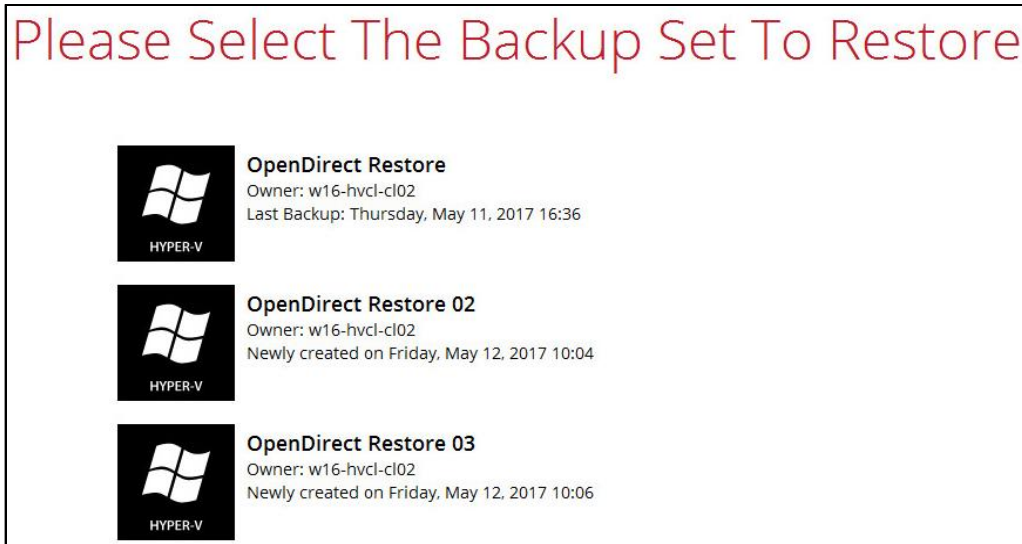 Please Select The Backup Set To Restore
OpenDirect Restore
Owner: w16-hvcl-cl02
Last Backup: Thursday, May 11, 2017 16:36
HYPER-V
OpenDirect Restore 02
Owner: w16-hvcl-cl02
Newly created on Friday, May 12, 2017 10:04
HYPER-V
OpenDirect Restore 03
Owner: w16-hvcl-cl02
Newly created on Friday, May 12, 2017 10:06
HYPER-V